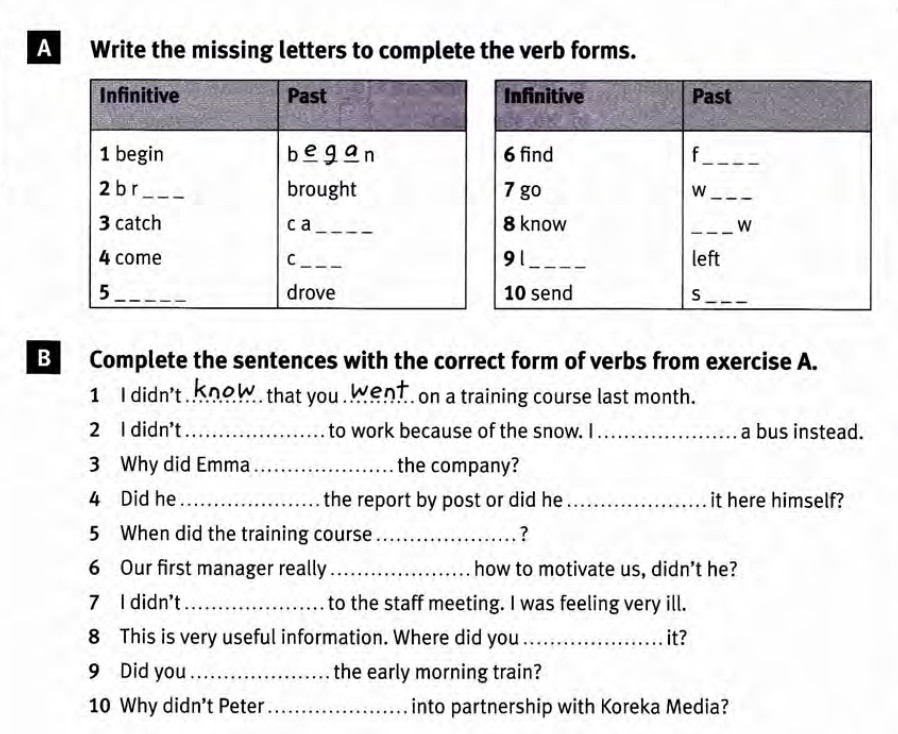 A Write the missing letters to complete the verb forms.
Infinitive Past
1 begin b e g a n
2 b r _ _ _ brought
3 catch c a _ _ _ _
4 come c _ _ _
5 _ _ _ _ _ drove
Infinitive Past
6 find f _ _ _ _
7 go w _ _ _
8 know _ _ _ w
9 l _ _ _ _ left
10 send s _ _ _
B Complete the sentences with the correct form of verbs from exercise A.
1 I didn't know that you went on a training course last month.
2 I didn't ..................... to work because of the snow. I ..................... a bus instead.
3 Why did Emma ..................... the company?
4 Did he ..................... the report by post or did he ..................... it here himself?
5 When did the training course ..................... ?
6 Our first manager really ..................... how to motivate us, didn't he?
7 I didn't ..................... to the staff meeting. I was feeling very ill.
8 This is very useful information. Where did you ..................... it?
9 Did you ..................... the early morning train?
10 Why didn't Peter ..................... into partnership with Koreka Media?